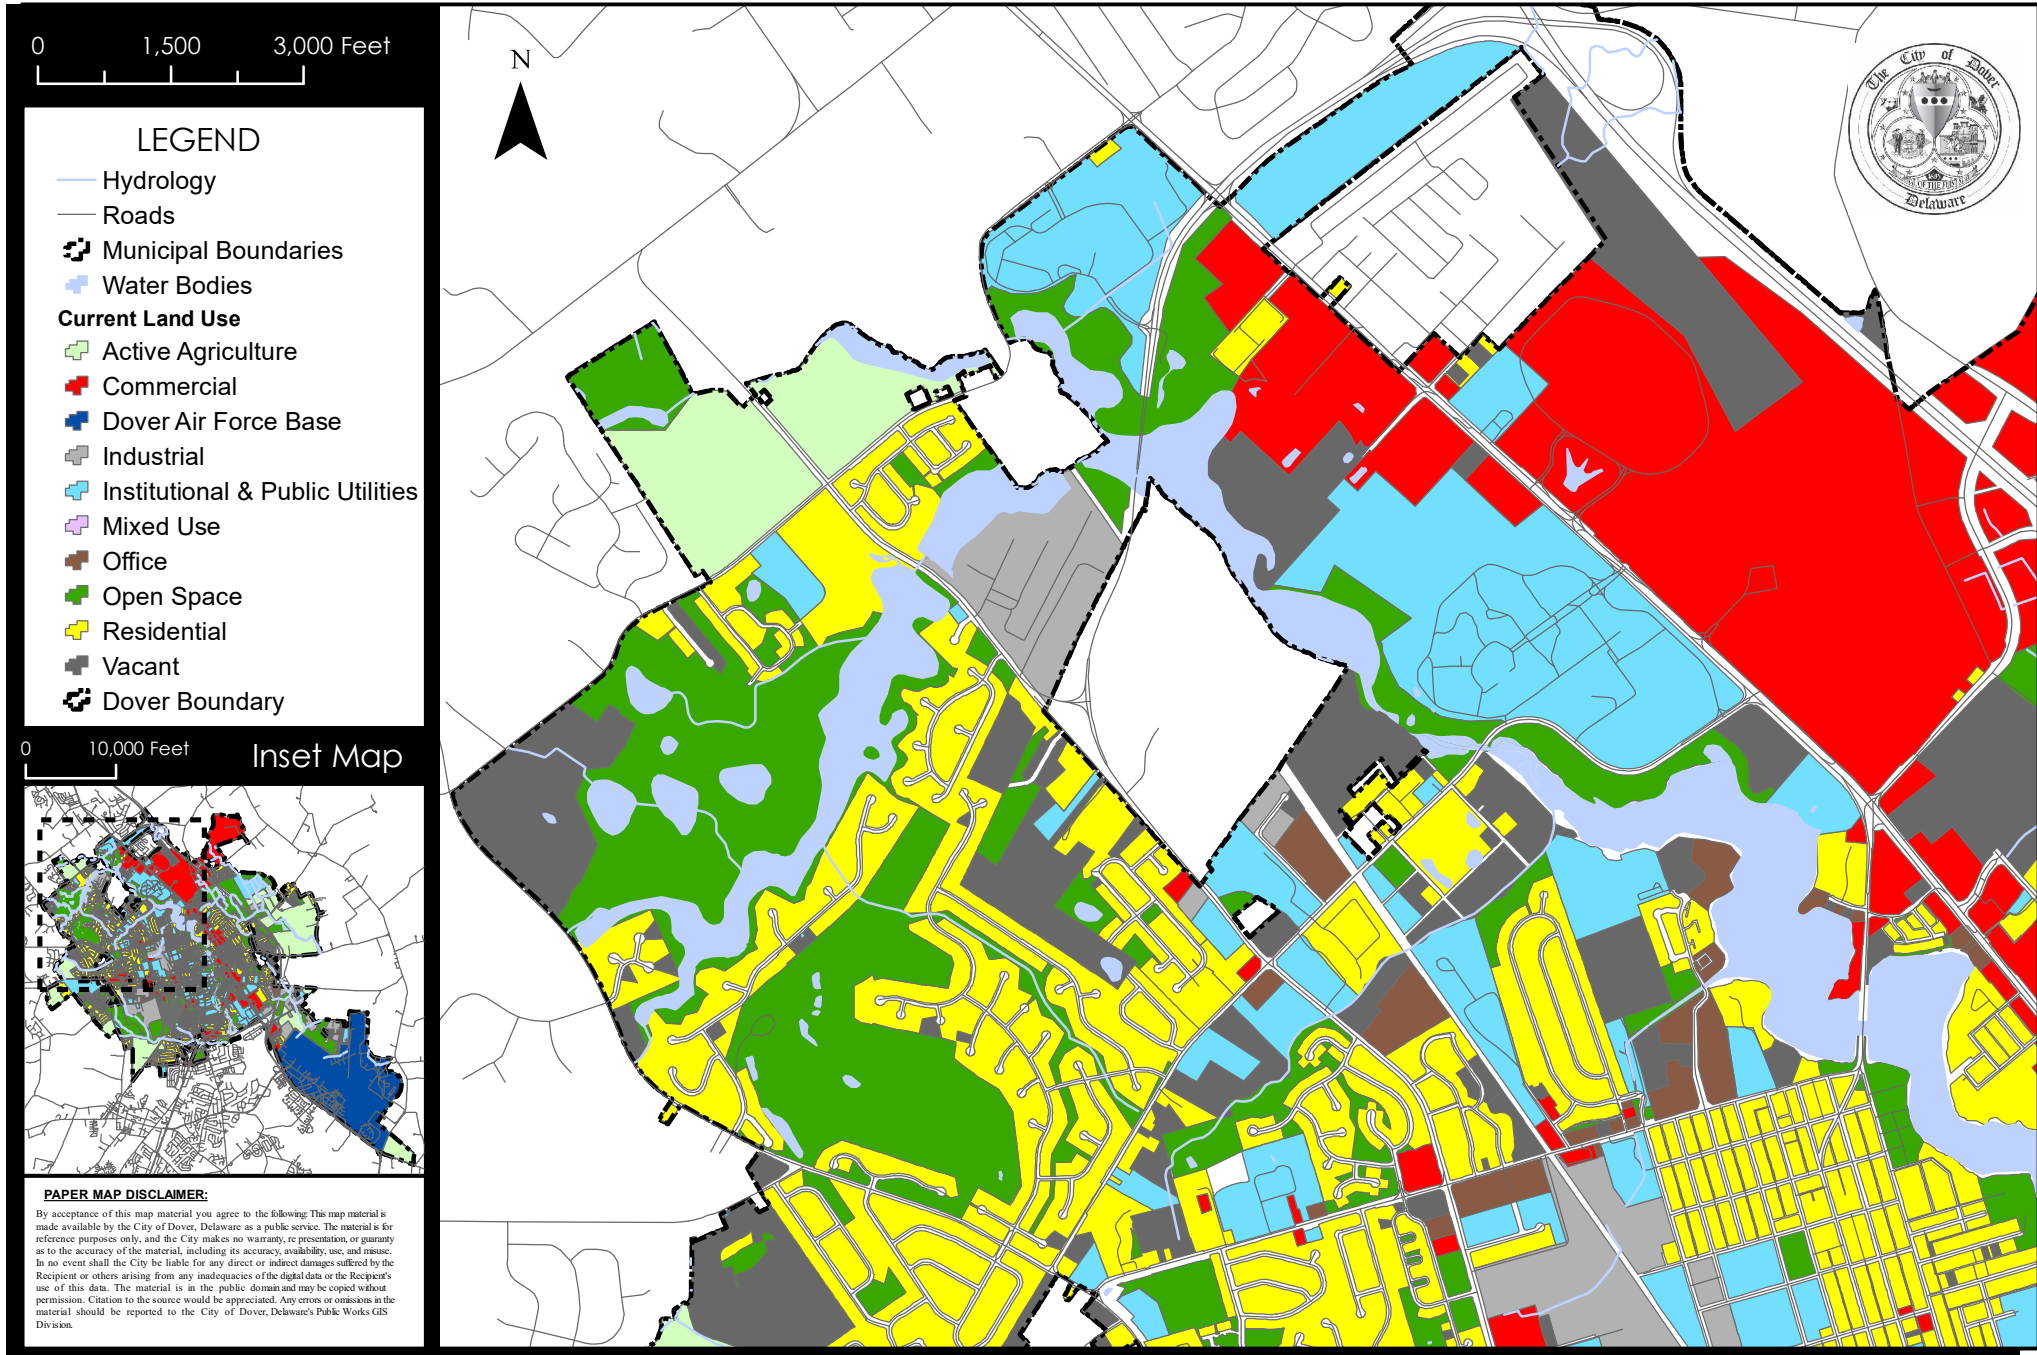 0 1,500 3,000 Feet
LEGEND
Hydrology
Roads
Municipal Boundaries
Water Bodies
Current Land Use
Active Agriculture
Commercial
Dover Air Force Base
Industrial
Institutional & Public Utilities
Mixed Use
Office
Open Space
Residential
Vacant
Dover Boundary
0 10,000 Feet
Inset Map
PAPER MAP DISCLAIMER:
By acceptance of this map material you agree to the following: This map material is
made available by the City of Dover, Delaware as a public service. The material is for
reference purposes only, and the City makes no warranty, re presentation, or guaranty
as to the accuracy of the material, including its accuracy, availability, use, and misuse.
In no event shall the City be liable for any direct or indirect damages suffered by the
Recipient or others arising from any inadequacies of the digital data or the Recipient's
use of this data. The material is in the public domain and may be copied without
permission. Citation to the source would be appreciated. Any errors or omissions in the
material should be reported to the City of Dover, Delaware's Public Works GIS
Division.
N
The City of Dover
Delaware